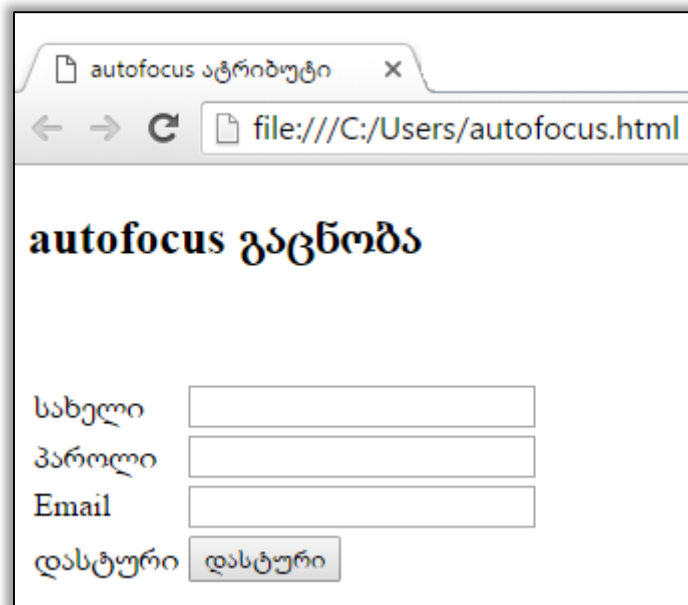 autofocus ატრიბუტი
file:///C:/Users/autofocus.html
autofocus გაცნობა
სახელი
პაროლი
Email
დასტური დასტური